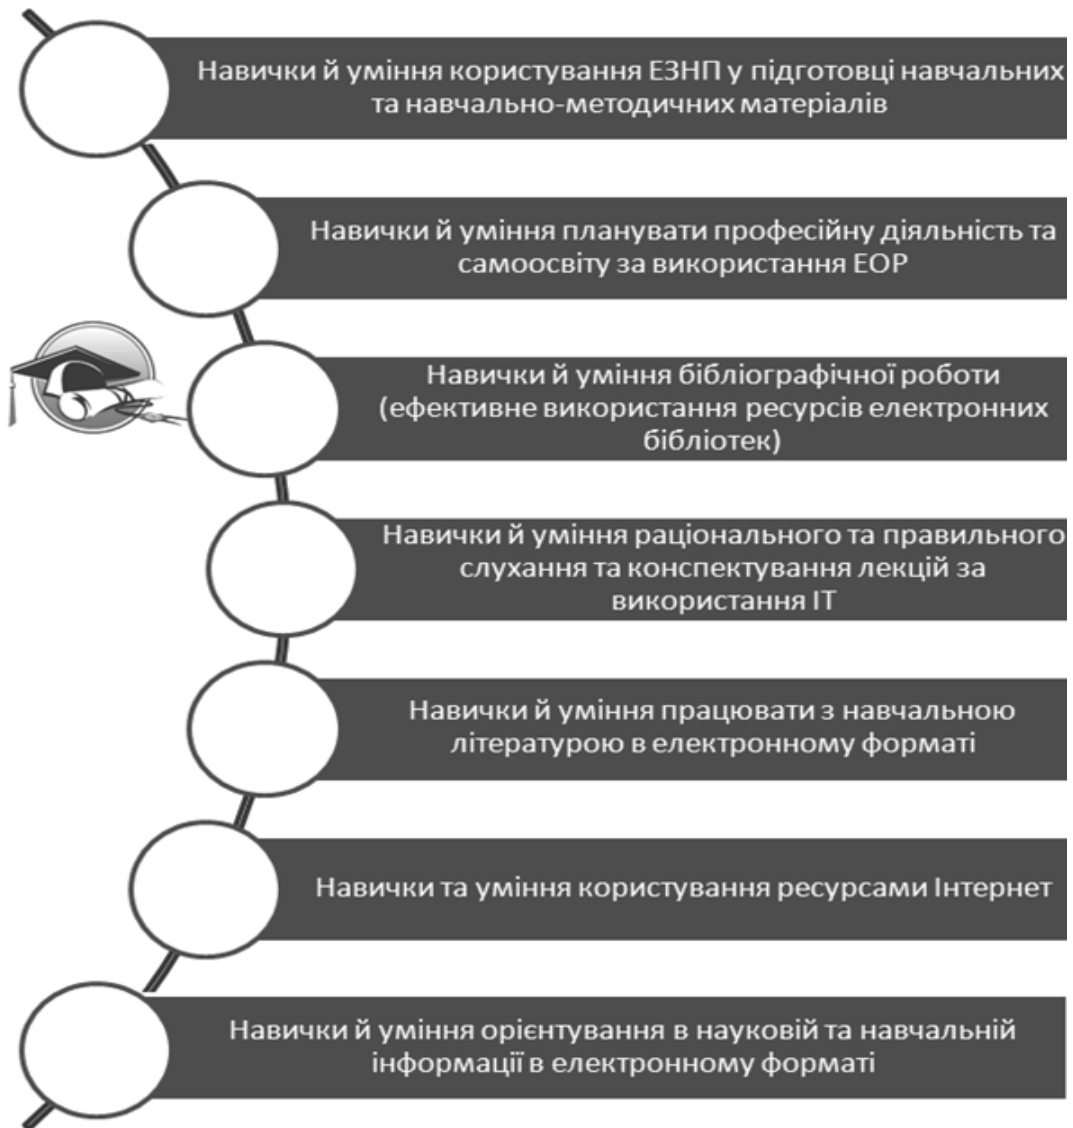 Навички й уміння користування ЕЗНП у підготовці навчальних
та навчально-методичних матеріалів
Навички й уміння планувати професійну діяльність та
самоосвіту за використання ЕОР
Навички й уміння бібліографічної роботи
(ефективне використання ресурсів електронних
бібліотек)
Навички й уміння раціонального та правильного
слухання та конспектування лекцій за
використання ІТ
Навички й уміння працювати з навчальною
літературою в електронному форматі
Навички та уміння користування ресурсами Інтернет
Навички й уміння орієнтування в науковій та навчальній
інформації в електронному форматі